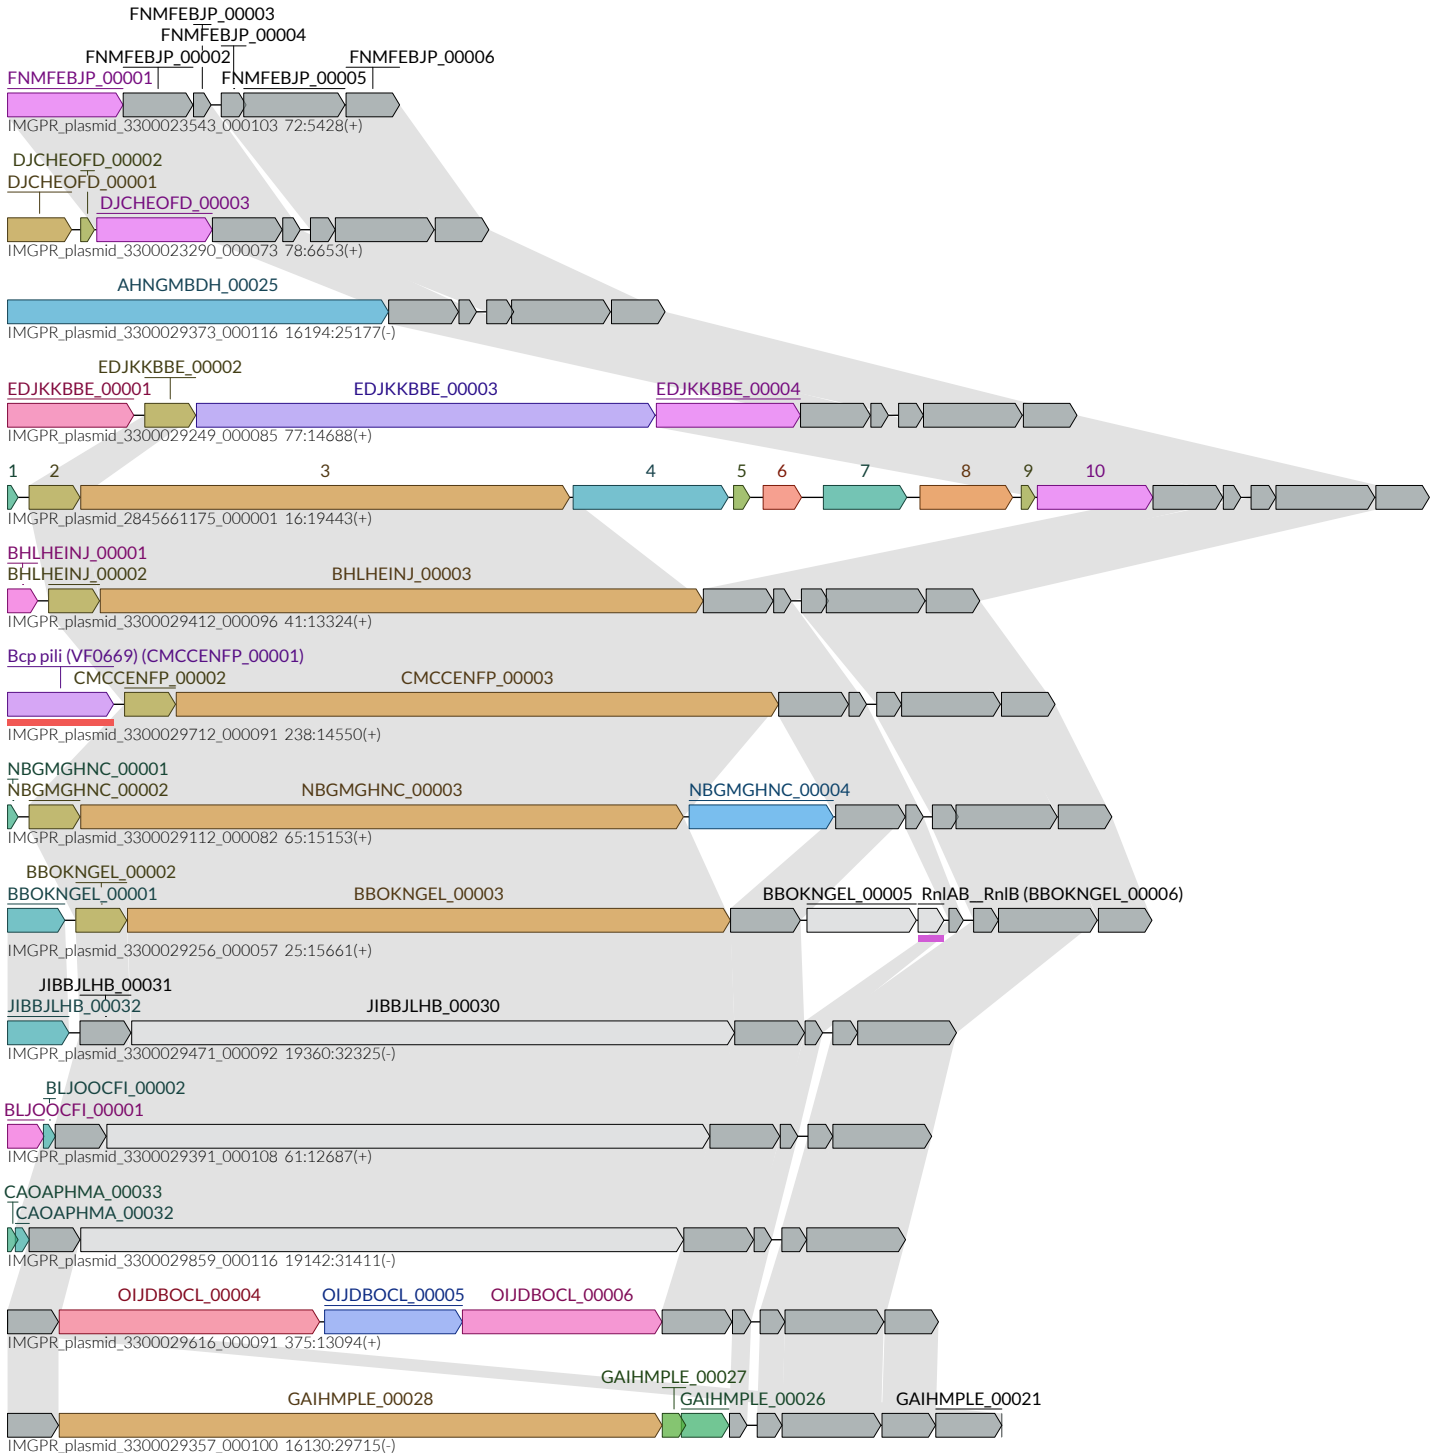 FNMFEBJP_00003
FNMFEBJP_00004
FNMFEBJP_00002 FNMFEBJP_00006
FNMFEBJP_00001 FNMFEBJP_00005
IMGPR_plasmid_3300023543_000103 72:5428(+)
DJCHEOFD_00002
DJCHEOFD_00001
DJCHEOFD_00003
IMGPR_plasmid_3300023290_000073 78:6653(+)
AHNGMBDH_00025
IMGPR_plasmid_3300029373_000116 16194:25177(-)
EDJKKBBE_00002
EDJKKBBE_00001 EDJKKBBE_00003 EDJKKBBE_00004
IMGPR_plasmid_3300029249_000085 77:14688(+)
1 2 3 4 5 6 7 8 9 10
IMGPR_plasmid_2845661175_000001 16:19443(+)
BHLHEINJ_00001
BHLHEINJ_00002 BHLHEINJ_00003
IMGPR_plasmid_3300029412_000096 41:13324(+)
Bcp pili (VF0669) (CMCCENFP_00001)
CMCCENFP_00002 CMCCENFP_00003
IMGPR_plasmid_3300029712_000091 238:14550(+)
NBGMGHNC_00001
NBGMGHNC_00002 NBGMGHNC_00003 NBGMGHNC_00004
IMGPR_plasmid_3300029112_000082 65:15153(+)
BBOKNGEL_00002
BBOKNGEL_00001 BBOKNGEL_00003 BBOKNGEL_00005 RnlAB__RnlB (BBOKNGEL_00006)
IMGPR_plasmid_3300029256_000057 25:15661(+)
JIBBJLHB_00031
JIBBJLHB_00032 JIBBJLHB_00030
IMGPR_plasmid_3300029471_000092 19360:32325(-)
BLJOOCFI_00002
BLJOOCFI_00001
IMGPR_plasmid_3300029391_000108 61:12687(+)
CAOAPHMA_00033
CAOAPHMA_00032
IMGPR_plasmid_3300029859_000116 19142:31411(-)
OIJDBOCL_00004 OIJDBOCL_00005 OIJDBOCL_00006
IMGPR_plasmid_3300029616_000091 375:13094(+)
GAIHMPLE_00027
GAIHMPLE_00028 GAIHMPLE_00026 GAIHMPLE_00021
IMGPR_plasmid_3300029357_000100 16130:29715(-)